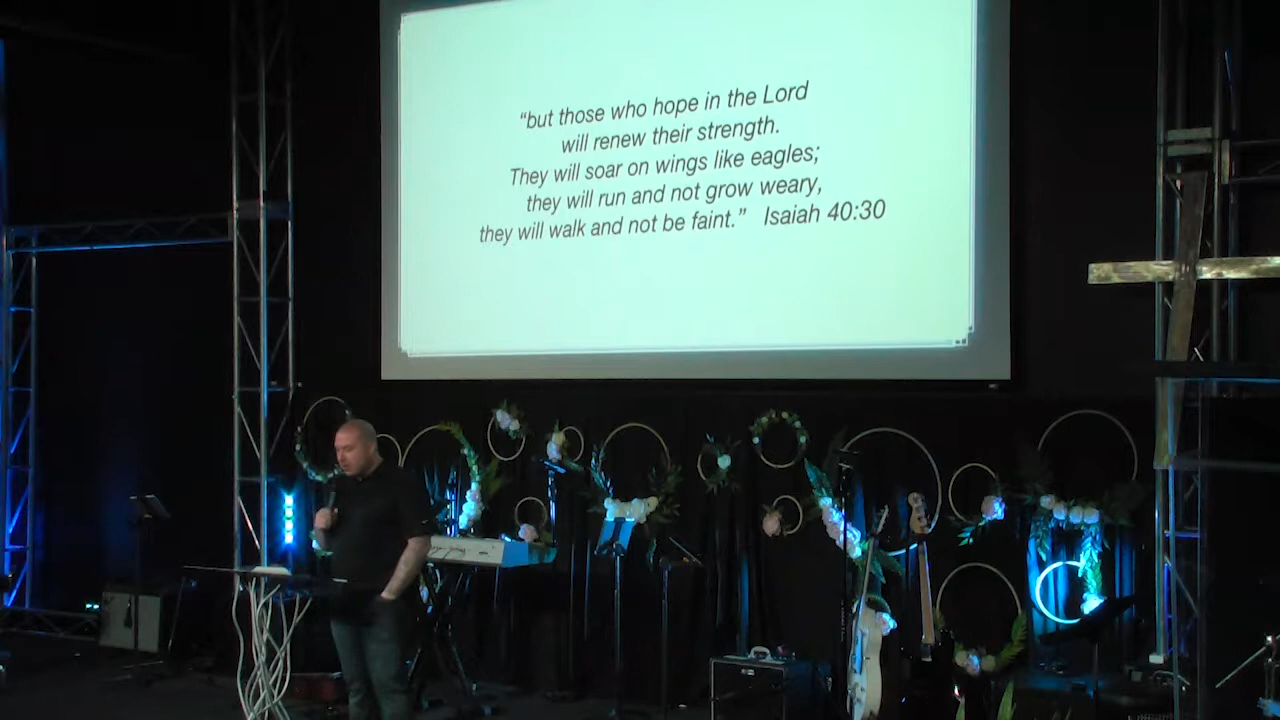 “but those who hope in the Lord
will renew their strength.
They will soar on wings like eagles;
they will run and not grow weary,
they will walk and not be faint.” Isaiah 40:30